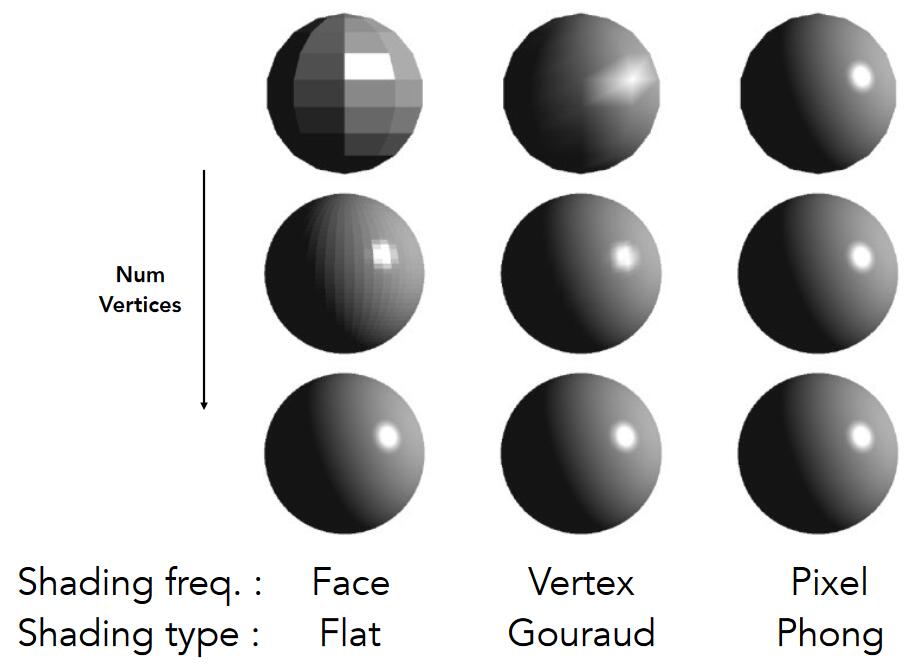 Num
Vertices
Shading freq. : Face Vertex Pixel
Shading type : Flat Gouraud Phong